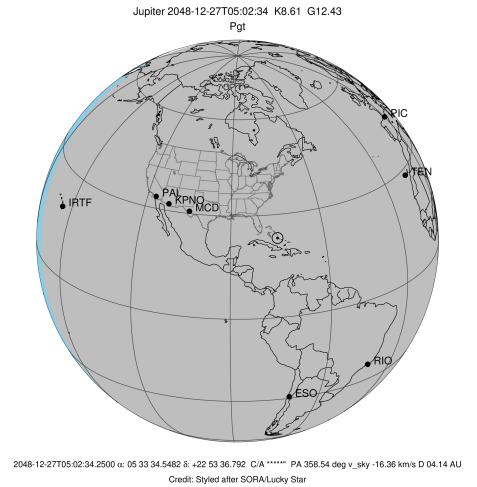 Jupiter 2048-12-27T05:02:34 K8.61 G12.43
Pgt
PIC
TEN
PAL
IRTF
KPNO
MCD
RIO
ESO
2048-12-27T05:02:34.2500 α: 05 33 34.5482 δ: +22 53 36.792 C/A *****" PA 358.54 deg v_sky -16.36 km/s D 04.14 AU
Credit: Styled after SORA/Lucky Star